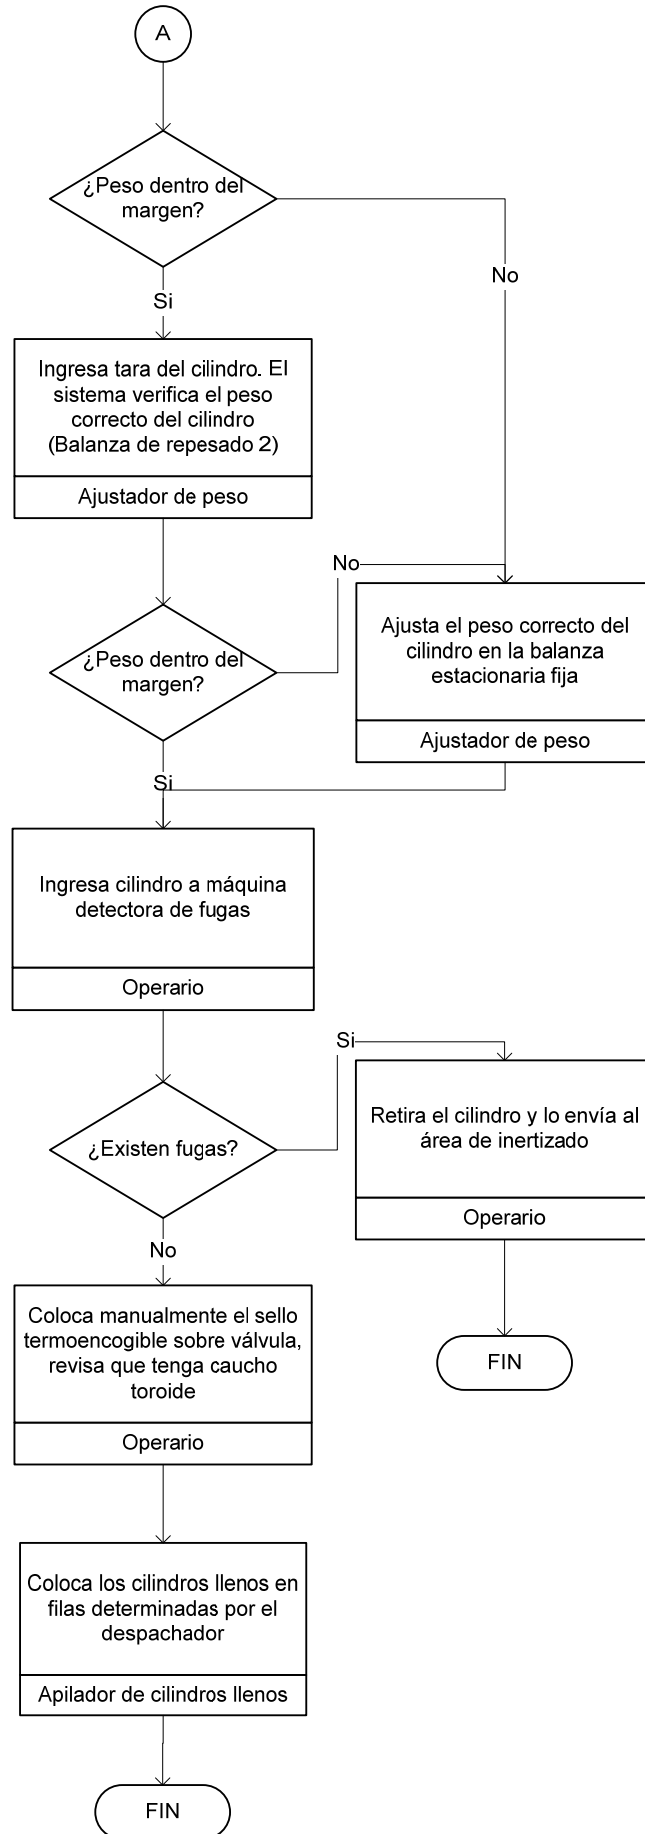 A
¿Peso dentro del
margen?
No
Si
Ingresa tara del cilindro. El
sistema verifica el peso
correcto del cilindro
(Balanza de repesado 2)
Ajustador de peso
No
Ajusta el peso correcto del
cilindro en la balanza
estacionaria fija
Ajustador de peso
¿Peso dentro del
margen?
Si
Ingresa cilindro a máquina
detectora de fugas
Operario
Si
Retira el cilindro y lo envía al
área de inertizado
Operario
¿Existen fugas?
No
FIN
Coloca manualmente el sello
termoencogible sobre válvula,
revisa que tenga caucho
toroide
Operario
Coloca los cilindros llenos en
filas determinadas por el
despachador
Apilador de cilindros llenos
FIN